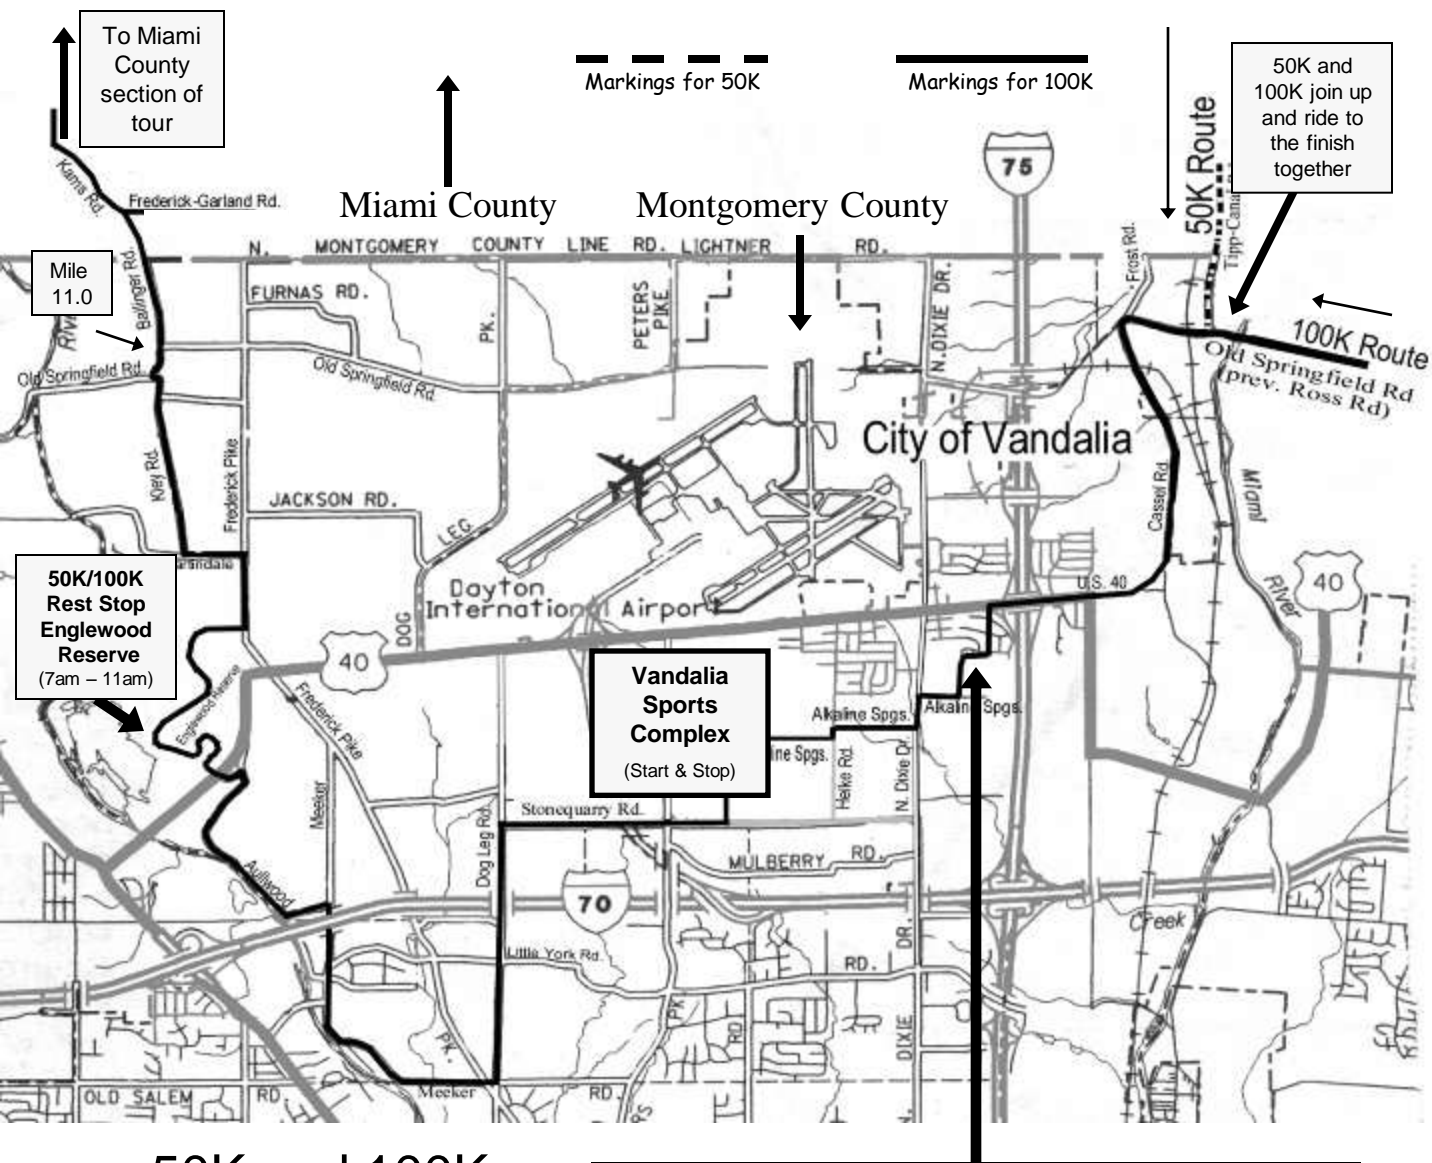 To Miami
County
section of
tour
Markings for 50K
Markings for 100K
50K and
100K join up
and ride to
the finish
together
75
50K Route
Karns Rd.
Frederick-Garland Rd.
Miami County
Montgomery County
N. MONTGOMERY COUNTY LINE RD. LIGHTNER RD.
Frost Rd.
Mile
11.0
Ballinger Rd.
FURNAS RD.
PK.
PETERS
PIKE
N.DIXIE DR.
100K Route
Old Springfield Rd
(prev. Ross Rd)
Old Springfield Rd.
Old Springfield Rd.
City of Vandalia
Kley Rd.
Frederick Pike
JACKSON RD.
Cassel Rd.
Miami
River
LEG
DOG
50K/100K
Rest Stop
Englewood
Reserve
(7am – 11am)
Dayton
International Airport
U.S. 40
40
40
Englewood Reserve
Frederick Pike
Vandalia
Sports
Complex
(Start & Stop)
Alkaline Spgs.
Alkaline Spgs.
line Spgs.
Heike Rd.
N. Dixie Dr.
Meeker
Stonequarry Rd.
Dog Leg Rd.
MULBERRY RD.
Aullwood
70
Creek
Little York Rd.
RD.
DR.
PK.
PK
RD
DIXIE
N.
OLD SALEM RD.
Meeker
RD.